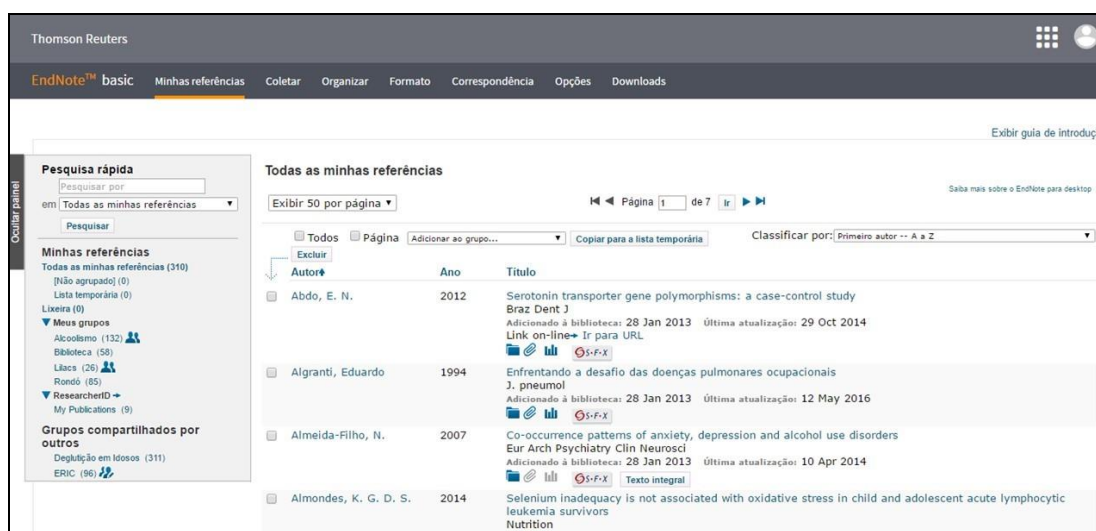 Thomson Reuters
EndNote™ basic Minhas referências Coletar Organizar Formato Correspondência Opções Downloads
Exibir guia de introduç
Ocultar painel
Pesquisa rápida
Pesquisar por
em Todas as minhas referências
Pesquisar
Minhas referências
Todas as minhas referências (310)
[Não agrupado] (0)
Lista temporária (0)
Lixeira (0)
Meus grupos
Alcoolismo (132)
Biblioteca (58)
Lilacs (26)
Rondó (85)
ResearcherID
My Publications (9)
Grupos compartilhados por
outros
Deglutição em Idosos (311)
ERIC (96)
Todas as minhas referências
Exibir 50 por página Página 1 de 7 Ir
Saiba mais sobre o EndNote para desktop
Todos Página Adicionar ao grupo... Copiar para a lista temporária Classificar por: Primeiro autor -- A a Z
Excluir
Autor Ano Título
Abdo, E. N. 2012 Serotonin transporter gene polymorphisms: a case-control study
Braz Dent J
Adicionado à biblioteca: 28 Jan 2013 Última atualização: 29 Oct 2014
Link on-line Ir para URL
S·F·X
Algranti, Eduardo 1994 Enfrentando a desafio das doenças pulmonares ocupacionais
J. pneumol
Adicionado à biblioteca: 28 Jan 2013 Última atualização: 12 May 2016
S·F·X
Almeida-Filho, N. 2007 Co-occurrence patterns of anxiety, depression and alcohol use disorders
Eur Arch Psychiatry Clin Neurosci
Adicionado à biblioteca: 28 Jan 2013 Última atualização: 10 Apr 2014
S·F·X Texto integral
Almondes, K. G. D. S. 2014 Selenium inadequacy is not associated with oxidative stress in child and adolescent acute lymphocytic
leukemia survivors
Nutrition